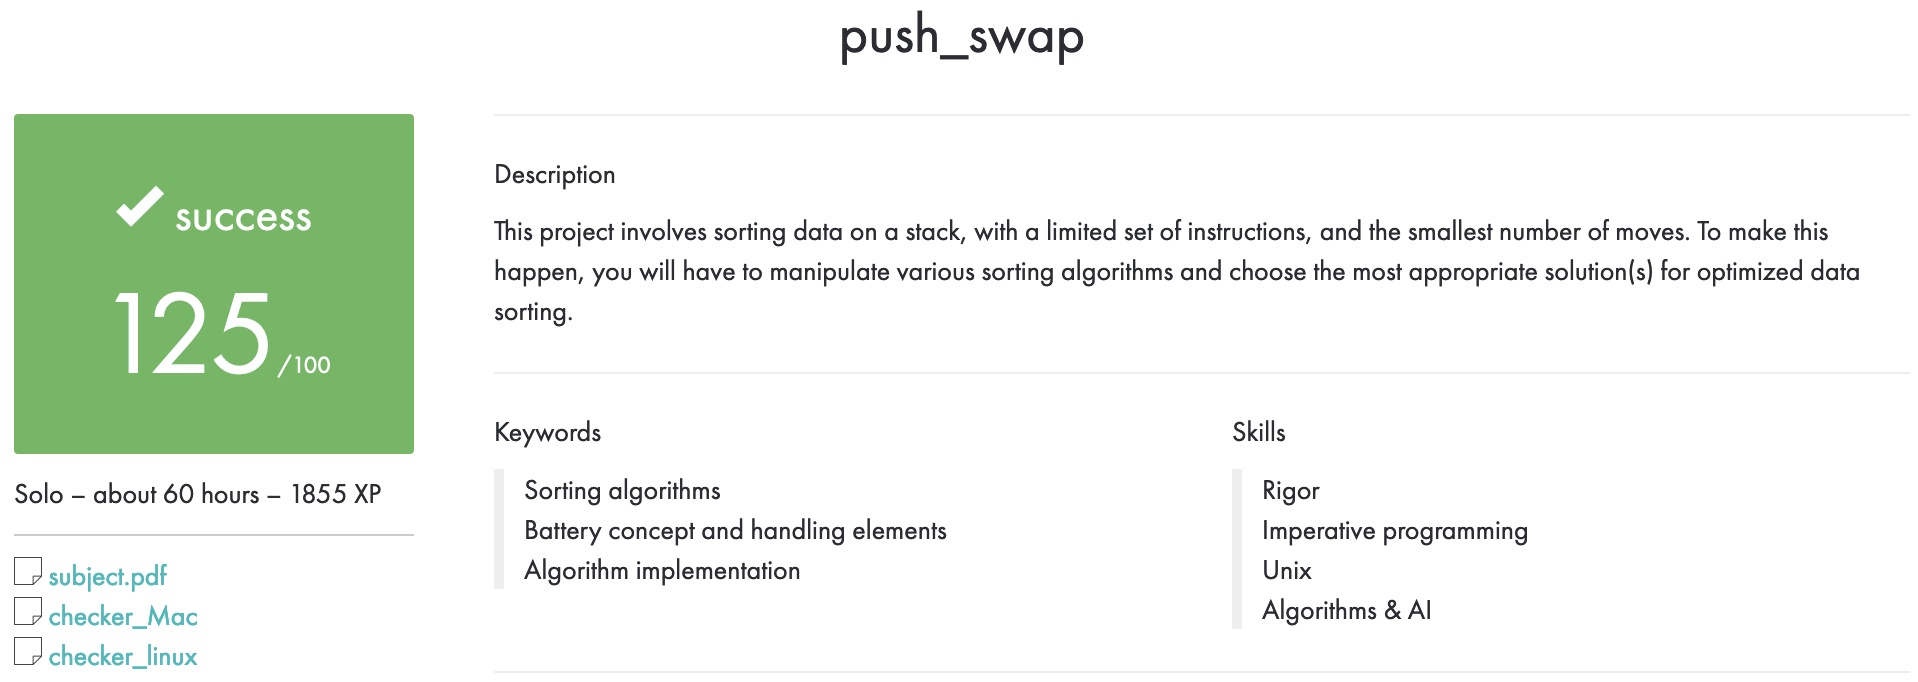 push_swap
success
125/100
Solo – about 60 hours – 1855 XP
subject.pdf
checker_Mac
checker_linux
Description
This project involves sorting data on a stack, with a limited set of instructions, and the smallest number of moves. To make this
happen, you will have to manipulate various sorting algorithms and choose the most appropriate solution(s) for optimized data
sorting.
Keywords
Sorting algorithms
Battery concept and handling elements
Algorithm implementation
Skills
Rigor
Imperative programming
Unix
Algorithms & AI